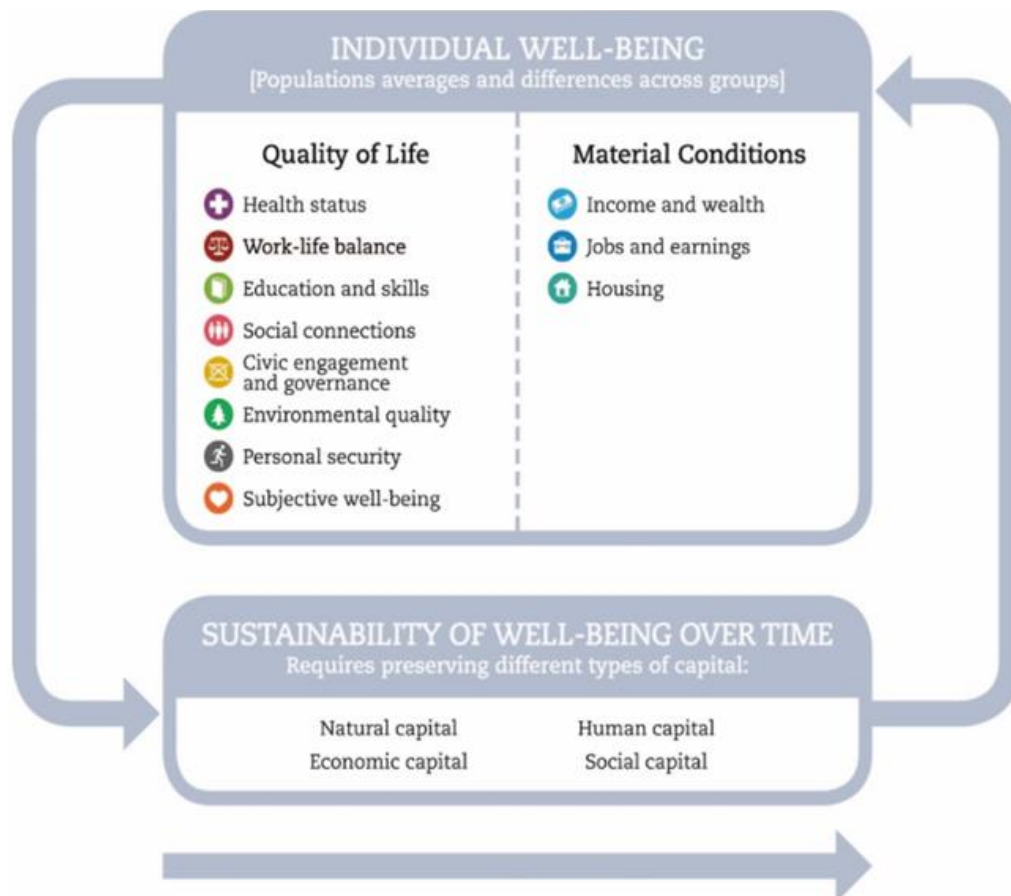 INDIVIDUAL WELL-BEING
[Populations averages and differences across groups]
Quality of Life
Health status
Work-life balance
Education and skills
Social connections
Civic engagement
and governance
Environmental quality
Personal security
Subjective well-being
Material Conditions
Income and wealth
Jobs and earnings
Housing
SUSTAINABILITY OF WELL-BEING OVER TIME
Requires preserving different types of capital:
Natural capital
Human capital
Economic capital
Social capital